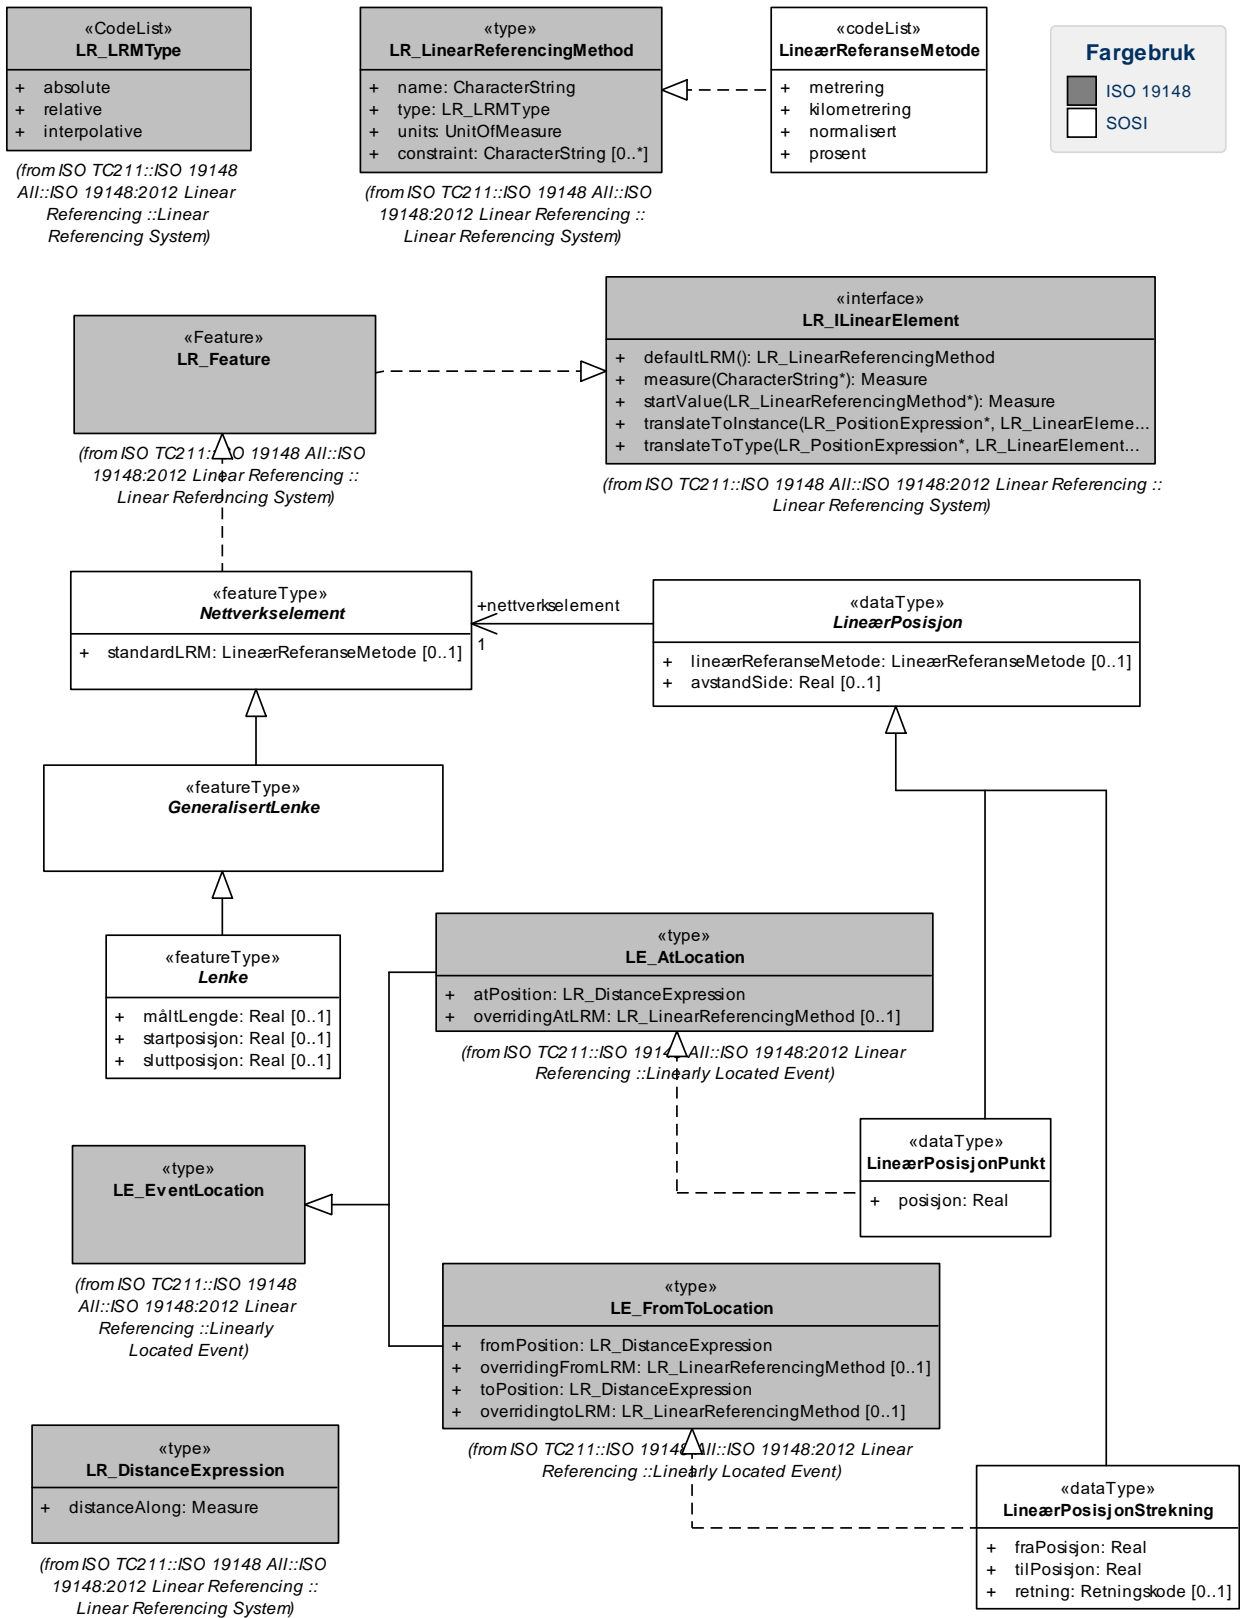 «CodeList»
LR_LRMType
+ absolute
+ relative
+ interpolative
(from ISO TC211::ISO 19148
All::ISO 19148:2012 Linear
Referencing ::Linear
Referencing System)
«type»
LR_LinearReferencingMethod
+ name: CharacterString
+ type: LR_LRMType
+ units: UnitOfMeasure
+ constraint: CharacterString [0..*]
(from ISO TC211::ISO 19148 All::ISO
19148:2012 Linear Referencing ::
Linear Referencing System)
«codeList»
LineærReferanseMetode
+ metrering
+ kilometrering
+ normalisert
+ prosent
Fargebruk
ISO 19148
SOSI
«Feature»
LR_Feature
(from ISO TC211::ISO 19148 All::ISO
19148:2012 Linear Referencing ::
Linear Referencing System)
«interface»
LR_ILinearElement
+ defaultLRM(): LR_LinearReferencingMethod
+ measure(CharacterString*): Measure
+ startValue(LR_LinearReferencingMethod*): Measure
+ translateToInstance(LR_PositionExpression*, LR_LinearEleme...
+ translateToType(LR_PositionExpression*, LR_LinearElement...
(from ISO TC211::ISO 19148 All::ISO 19148:2012 Linear Referencing ::
Linear Referencing System)
«featureType»
Nettverkselement
+ standardLRM: LineærReferanseMetode [0..1]
+nettverkselement
1
«dataType»
LineærPosisjon
+ lineærReferanseMetode: LineærReferanseMetode [0..1]
+ avstandSide: Real [0..1]
«featureType»
GeneralisertLenke
«featureType»
Lenke
+ måltLengde: Real [0..1]
+ startposisjon: Real [0..1]
+ sluttposisjon: Real [0..1]
«type»
LE_AtLocation
+ atPosition: LR_DistanceExpression
+ overridingAtLRM: LR_LinearReferencingMethod [0..1]
(from ISO TC211::ISO 19148 All::ISO 19148:2012 Linear
Referencing ::Linearly Located Event)
«dataType»
LineærPosisjonPunkt
+ posisjon: Real
«type»
LE_EventLocation
(from ISO TC211::ISO 19148
All::ISO 19148:2012 Linear
Referencing ::Linearly
Located Event)
«type»
LE_FromToLocation
+ fromPosition: LR_DistanceExpression
+ overridingFromLRM: LR_LinearReferencingMethod [0..1]
+ toPosition: LR_DistanceExpression
+ overridingtoLRM: LR_LinearReferencingMethod [0..1]
(from ISO TC211::ISO 19148 All::ISO 19148:2012 Linear
Referencing ::Linearly Located Event)
«type»
LR_DistanceExpression
+ distanceAlong: Measure
(from ISO TC211::ISO 19148 All::ISO
19148:2012 Linear Referencing ::
Linear Referencing System)
«dataType»
LineærPosisjonStrekning
+ fraPosisjon: Real
+ tilPosisjon: Real
+ retning: Retningskode [0..1]